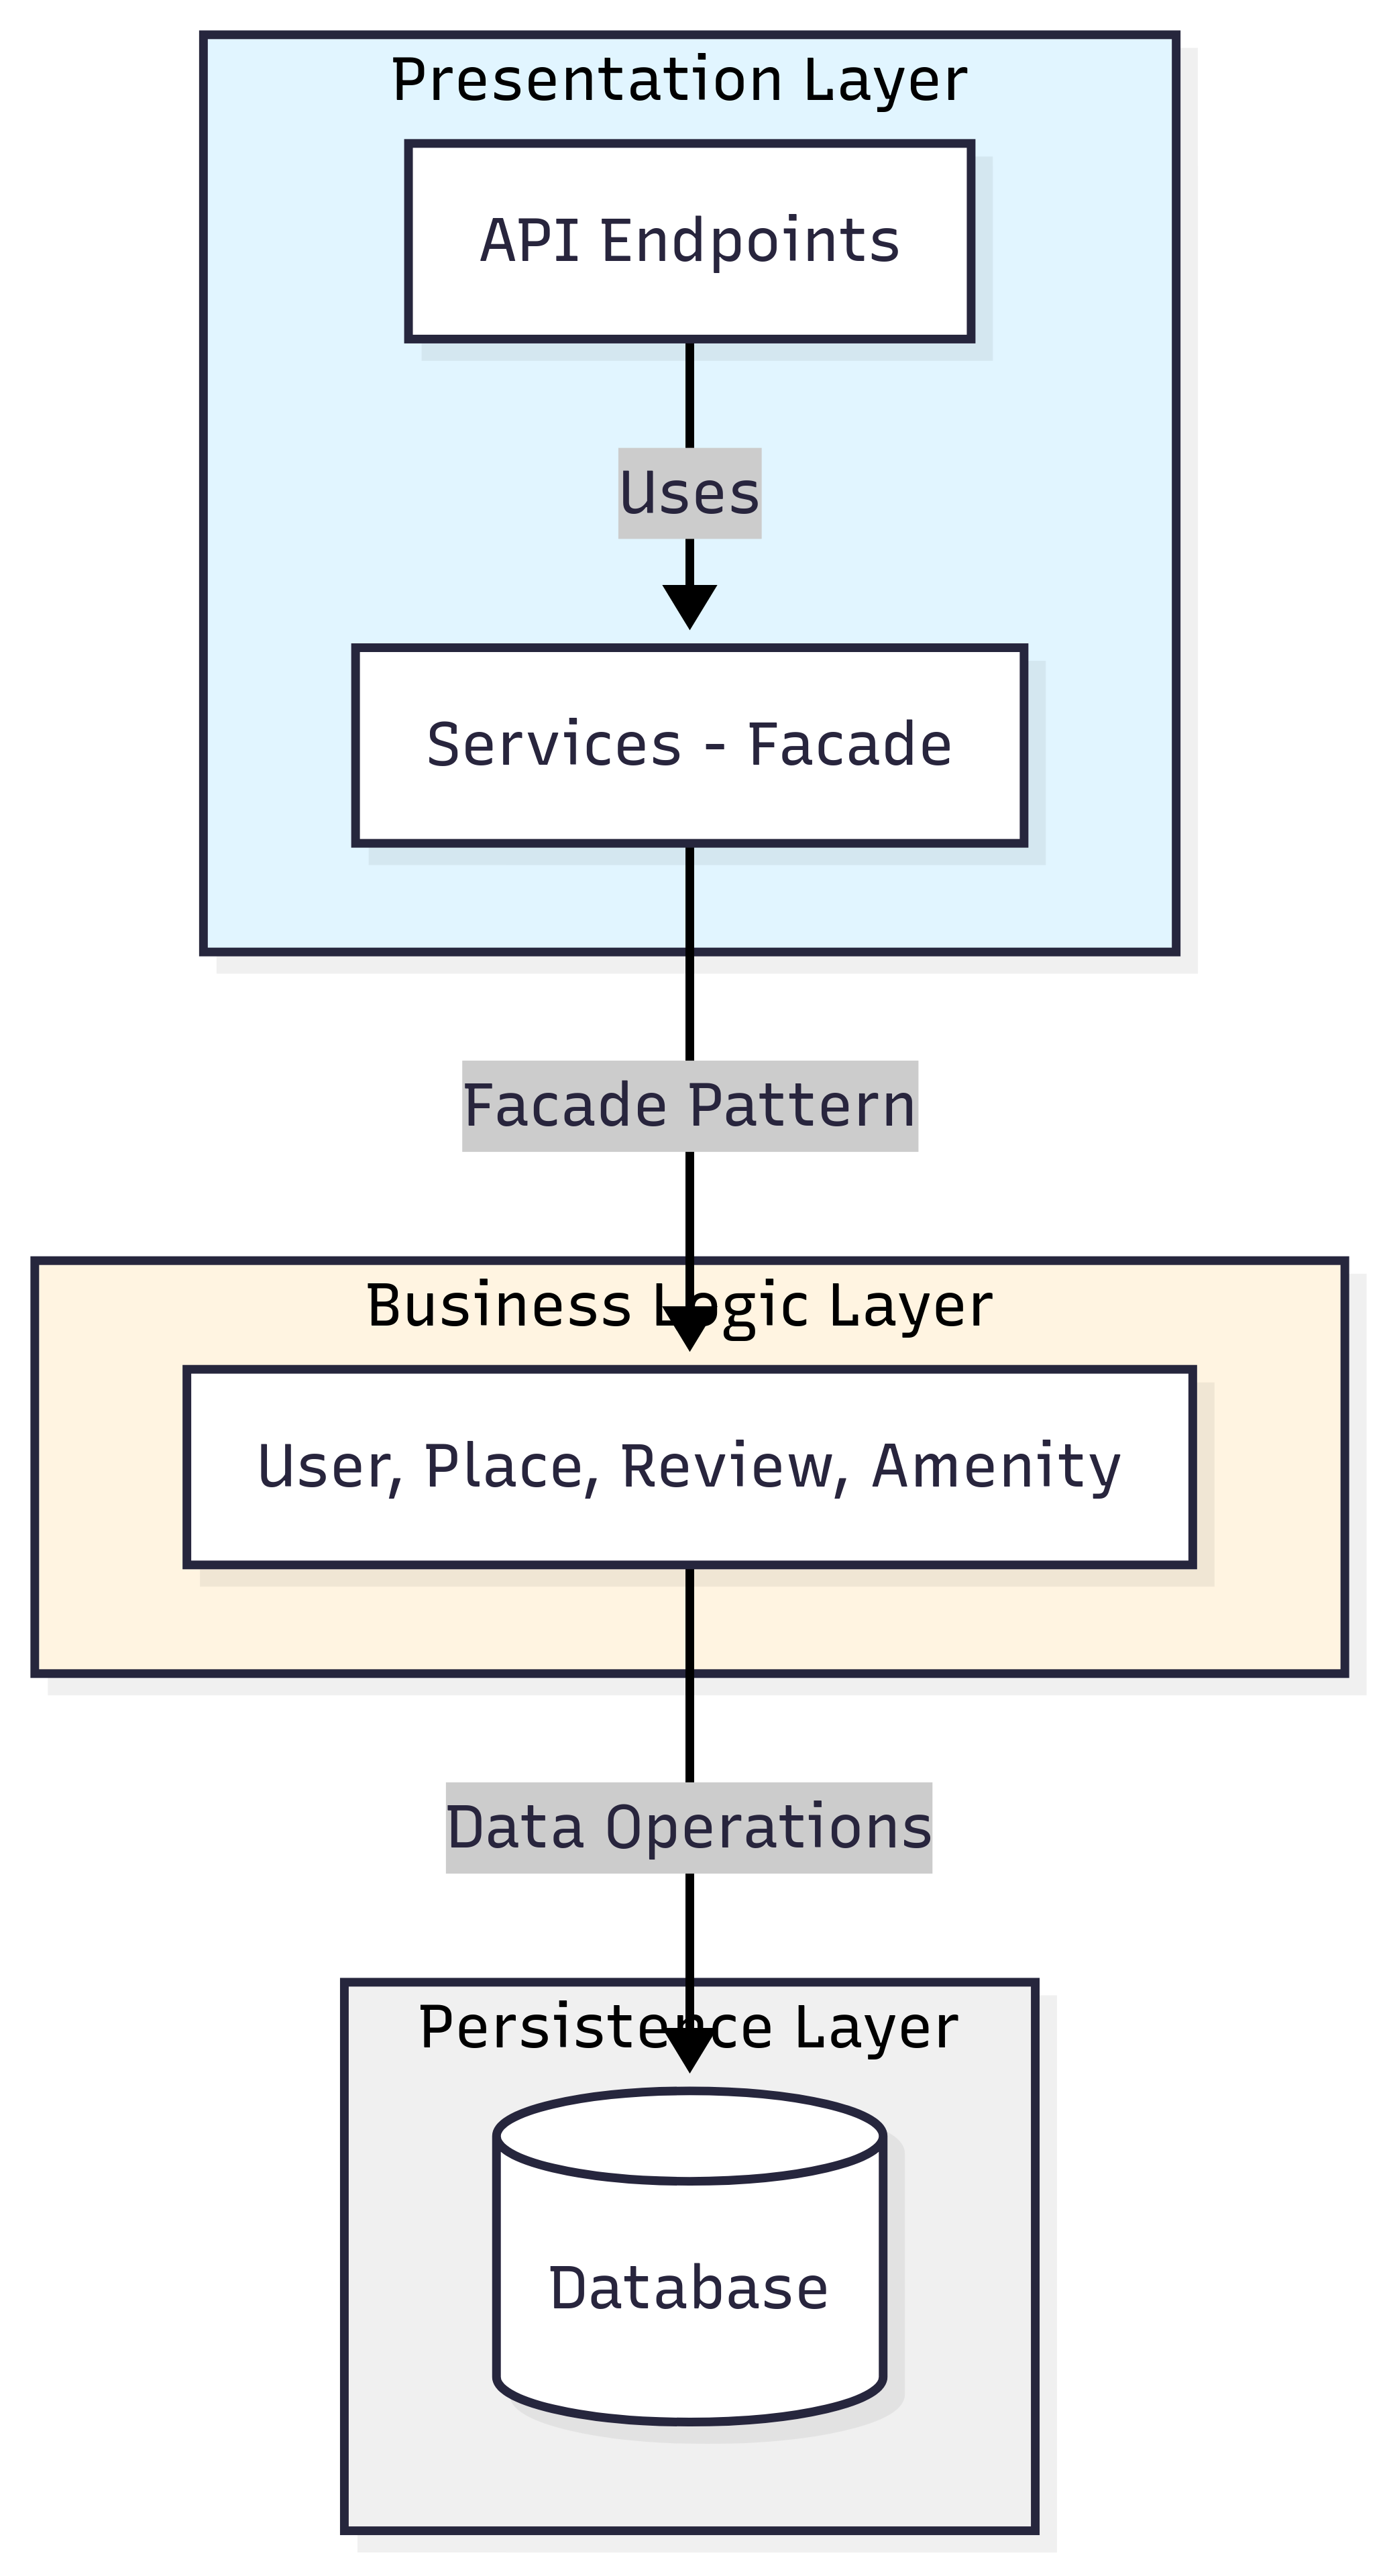 Presentation Layer
API Endpoints
Uses
Services - Facade
Facade Pattern
Business Logic Layer
User, Place, Review, Amenity
Data Operations
Persistence Layer
Database